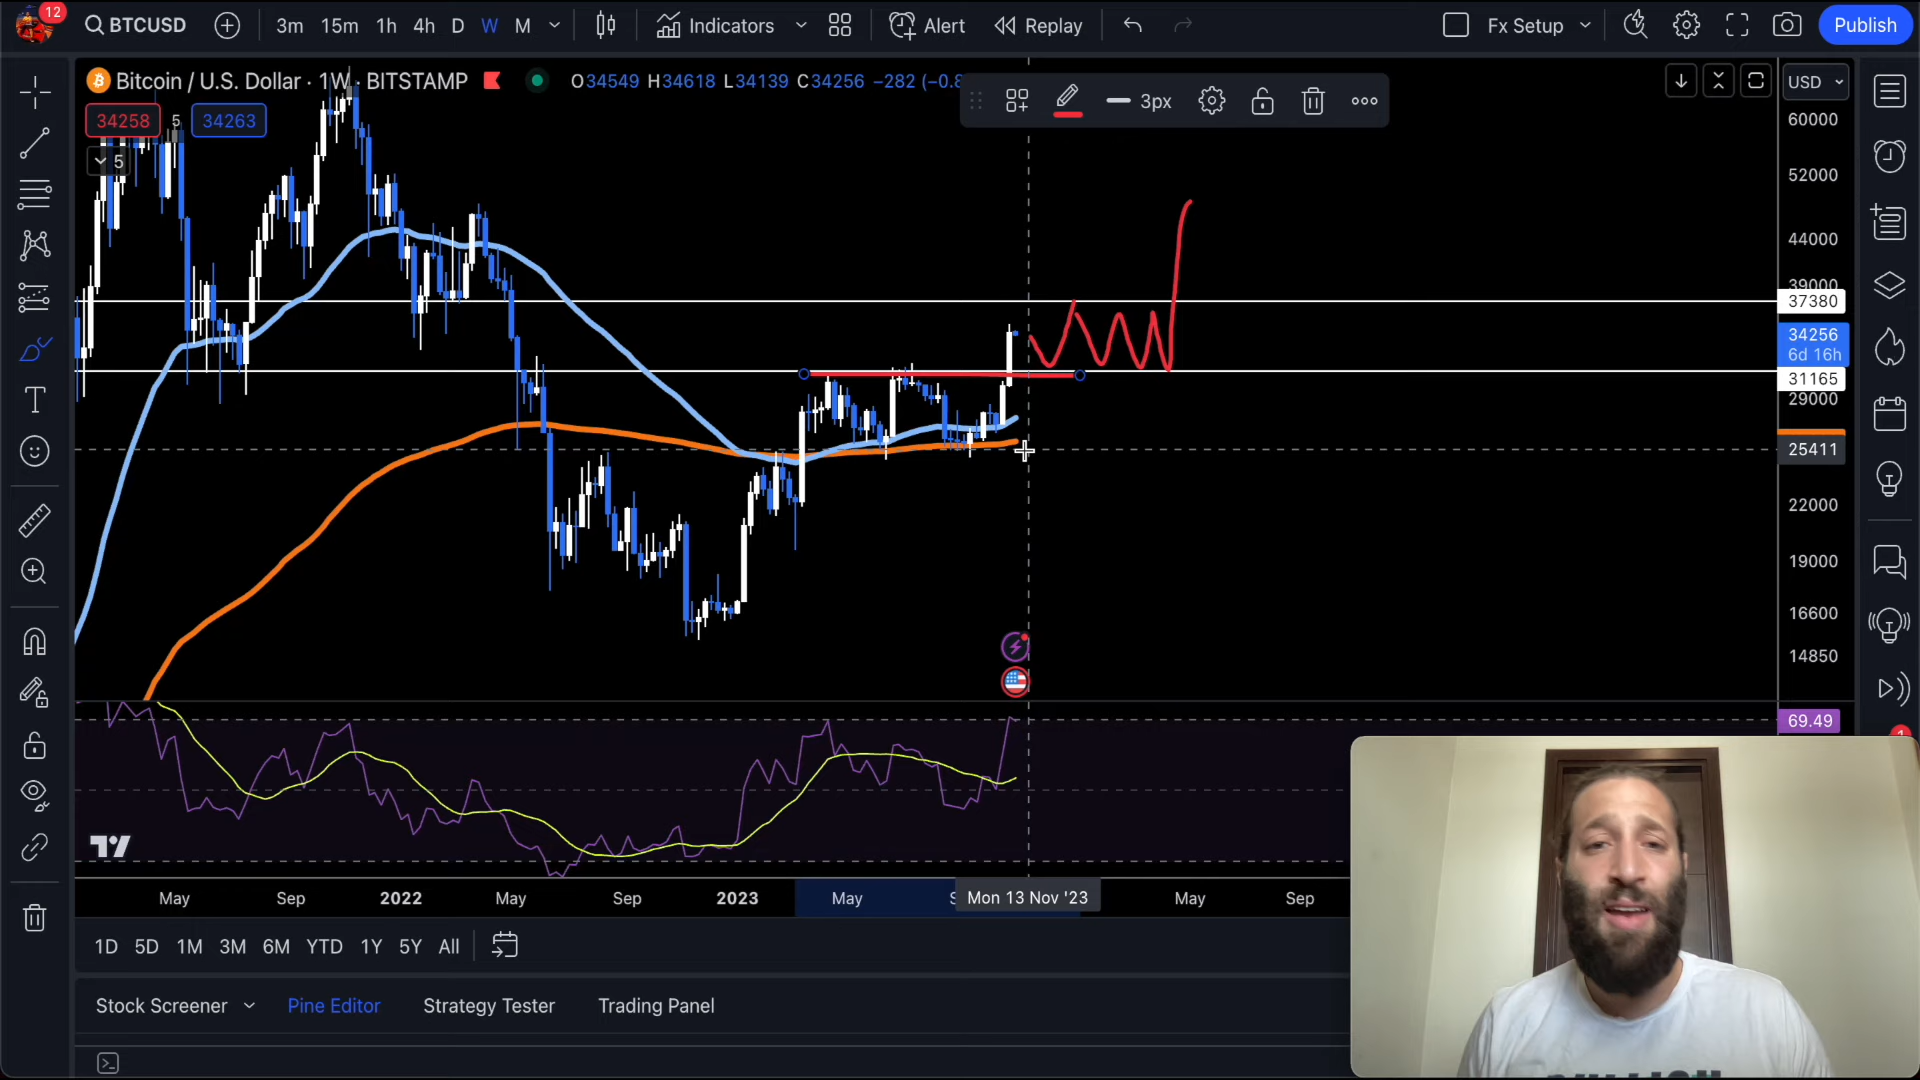 12
BTCUSD
3m 15m 1h 4h D W M
Indicators
Alert
Replay
Fx Setup
Publish
Bitcoin / U.S. Dollar · 1W · BITSTAMP
O34549 H34618 L34139 C34256 −282 (−0.8
3px
USD
34258 5 34263
5
60000
52000
44000
39000
37380
34256
6d 16h
31165
29000
25411
22000
19000
16600
14850
69.49
1
May Sep 2022 May Sep 2023 May S Mon 13 Nov '23 May Sep
1D 5D 1M 3M 6M YTD 1Y 5Y All
Stock Screener Pine Editor Strategy Tester Trading Panel